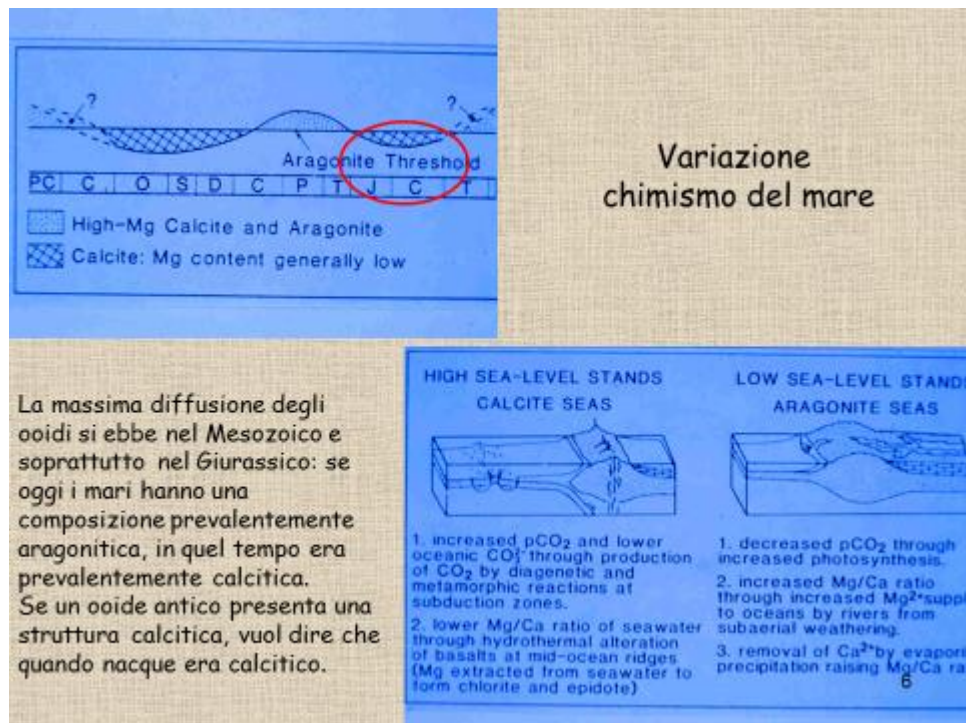 ?
?
Aragonite Threshold
PC C O S D C P T J C T
High-Mg Calcite and Aragonite
Calcite: Mg content generally low
Variazione
chimismo del mare
La massima diffusione degli
ooidi si ebbe nel Mesozoico e
soprattutto nel Giurassico: se
oggi i mari hanno una
composizione prevalentemente
aragonitica, in quel tempo era
prevalentemente calcitica.
Se un ooide antico presenta una
struttura calcitica, vuol dire che
quando nacque era calcitico.
HIGH SEA-LEVEL STANDS
CALCITE SEAS
1. increased pCO₂ and lower
oceanic CO₃²⁻ through production
of CO₂ by diagenetic and
metamorphic reactions at
subduction zones.
2. lower Mg/Ca ratio of seawater
through hydrothermal alteration
of basalts at mid-ocean ridges
(Mg extracted from seawater to
form chlorite and epidote)
LOW SEA-LEVEL STANDS
ARAGONITE SEAS
1. decreased pCO₂ through
increased photosynthesis.
2. increased Mg/Ca ratio
through increased Mg²⁺ suppl
to oceans by rivers from
subaerial weathering.
3. removal of Ca²⁺ by evapori
precipitation raising Mg/Ca ra
6